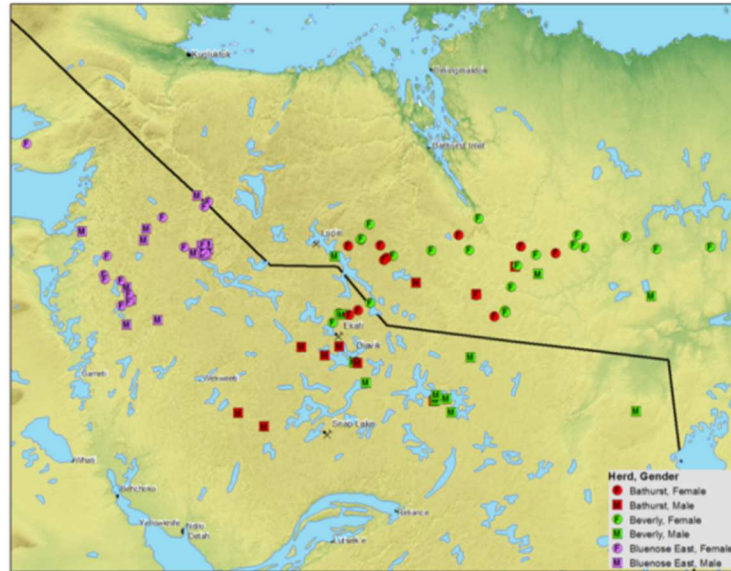 Kugluktuk
Umingmaktok
Bathurst Inlet
Lupin
Ekati
Diavik
Gameti
Wekweeti
Snap Lake
Whati
Behchoko
Yellowknife
Ndilo
Detah
Reliance
Lutselk'e
Herd, Gender
F Bathurst, Female
M Bathurst, Male
F Beverly, Female
M Beverly, Male
F Bluenose East, Female
M Bluenose East, Male